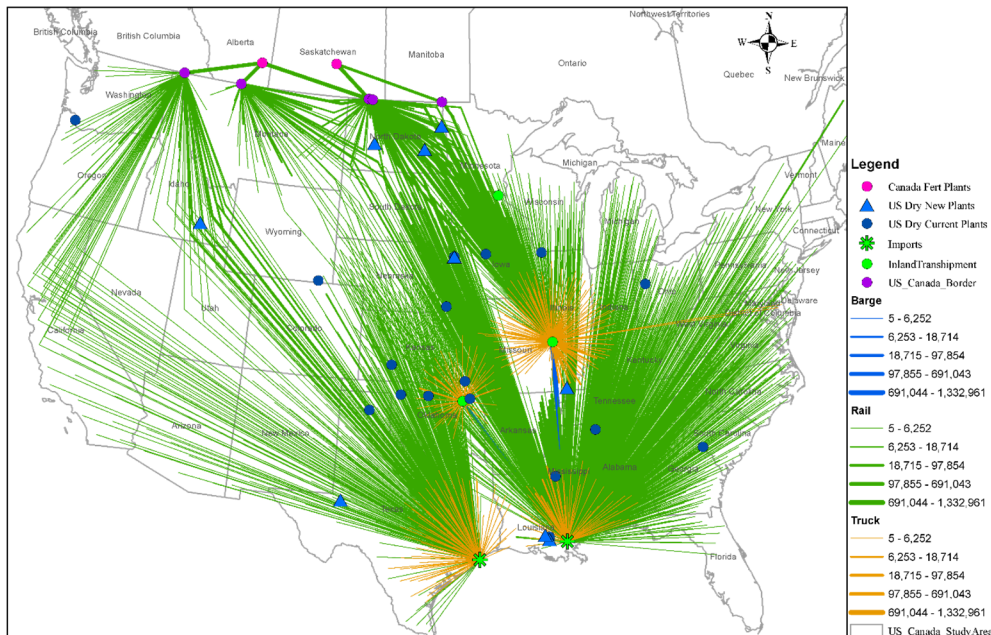 Northwest Territories
British Columbia
British Columbia
Alberta
Saskatchewan
Manitoba
Ontario
Quebec
New Brunswick
N
W
E
S
Washington
Montana
North Dakota
Michigan
Maine
Vermont
Oregon
Idaho
South Dakota
Wisconsin
Michigan
New York
Connecticut
Wyoming
Iowa
Nebraska
Pennsylvania
New Jersey
Ohio
Nevada
Utah
Colorado
Delaware
District of Columbia
California
Missouri
Kentucky
Virginia
Arizona
New Mexico
Oklahoma
Arkansas
Tennessee
North Carolina
South Carolina
Mississippi
Alabama
Georgia
Texas
Louisiana
Florida
Legend
Canada Fert Plants
US Dry New Plants
US Dry Current Plants
Imports
InlandTranshipment
US_Canada_Border
Barge
5 - 6,252
6,253 - 18,714
18,715 - 97,854
97,855 - 691,043
691,044 - 1,332,961
Rail
5 - 6,252
6,253 - 18,714
18,715 - 97,854
97,855 - 691,043
691,044 - 1,332,961
Truck
5 - 6,252
6,253 - 18,714
18,715 - 97,854
97,855 - 691,043
691,044 - 1,332,961
US_Canada_StudyArea